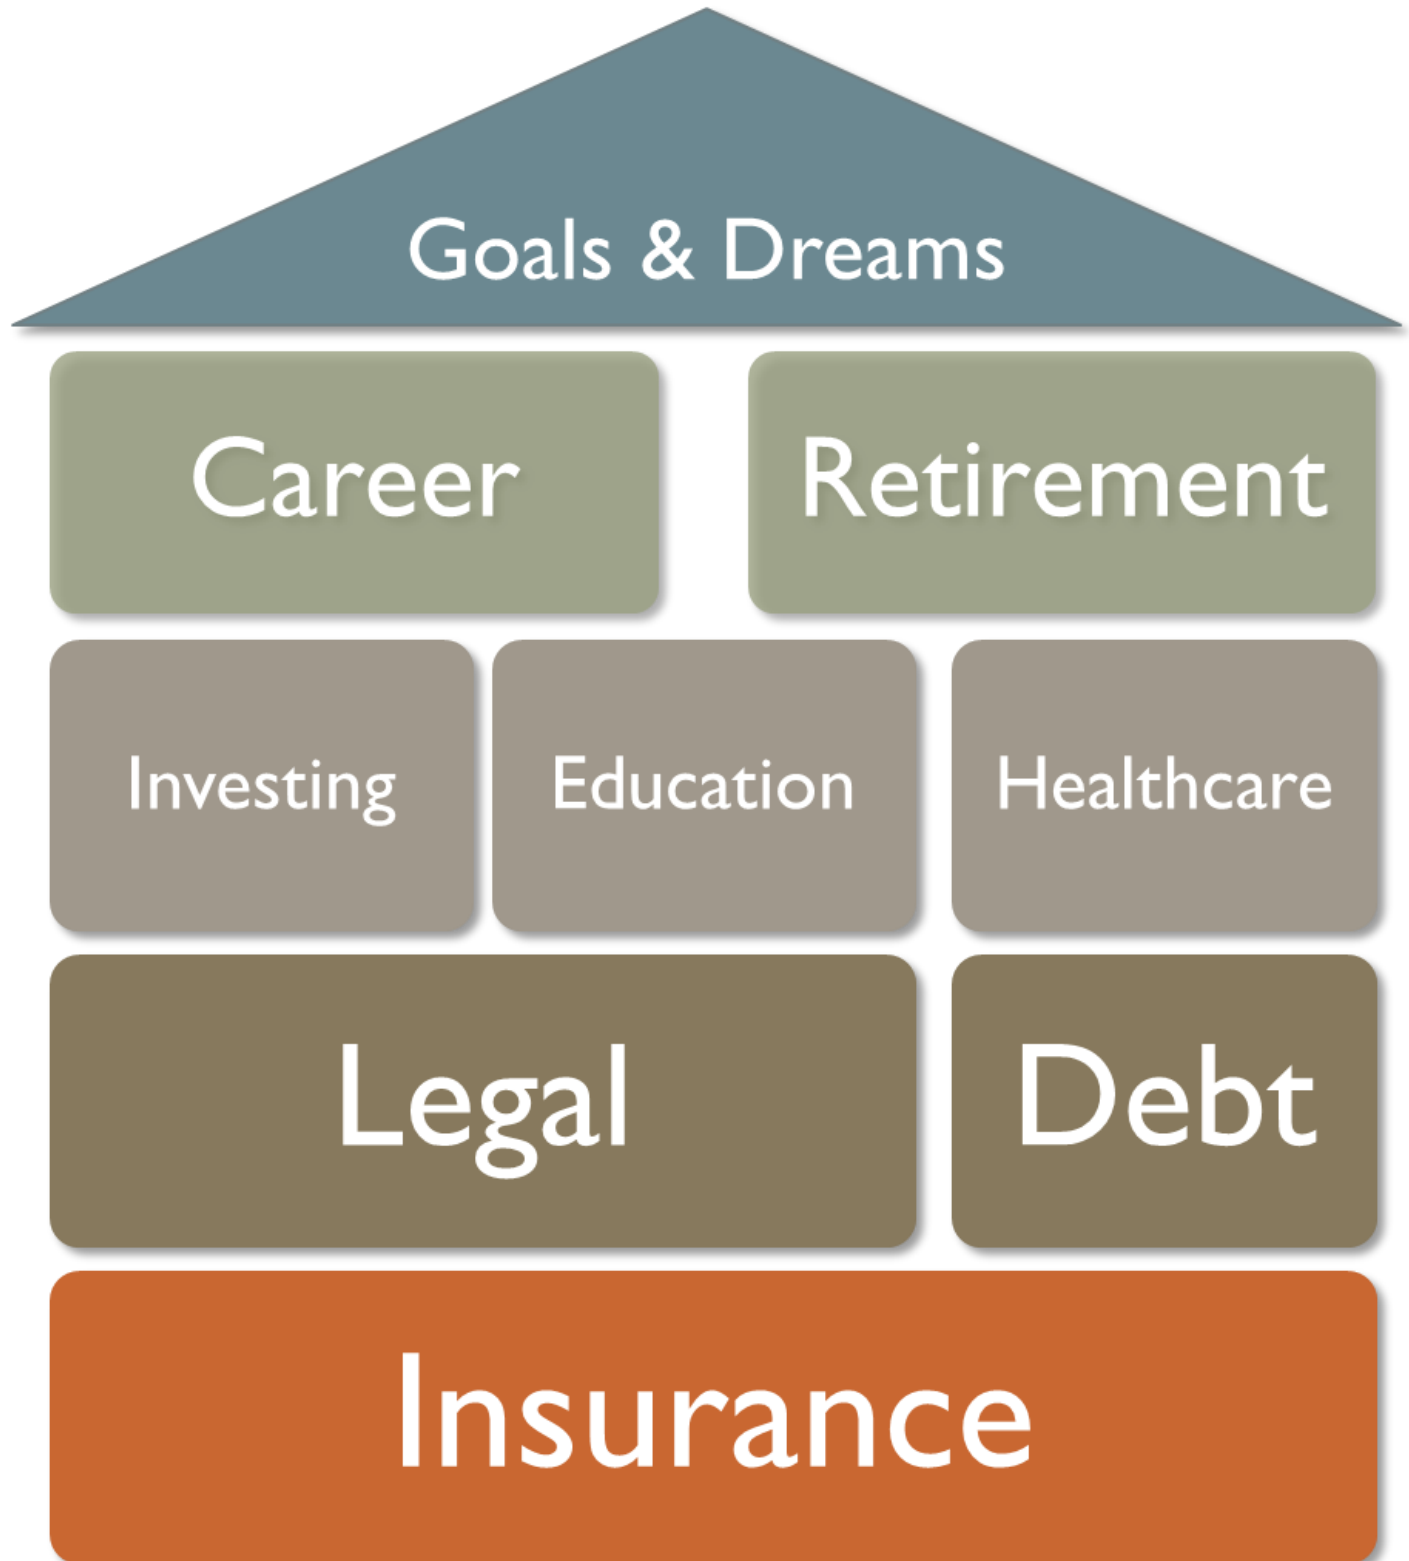 Goals & Dreams
Career
Retirement
Investing
Education
Healthcare
Legal
Debt
Insurance